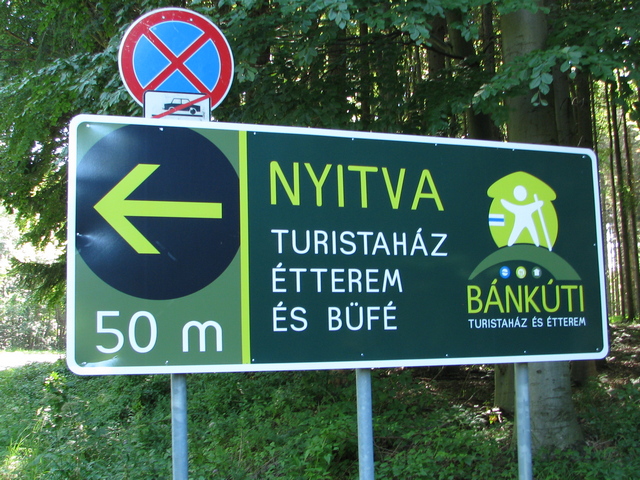 NYITVA
TURISTAHÁZ
ÉTTEREM
ÉS BÜFÉ
50 m
BÁNKÚTI
TURISTAHÁZ ÉS ÉTTEREM